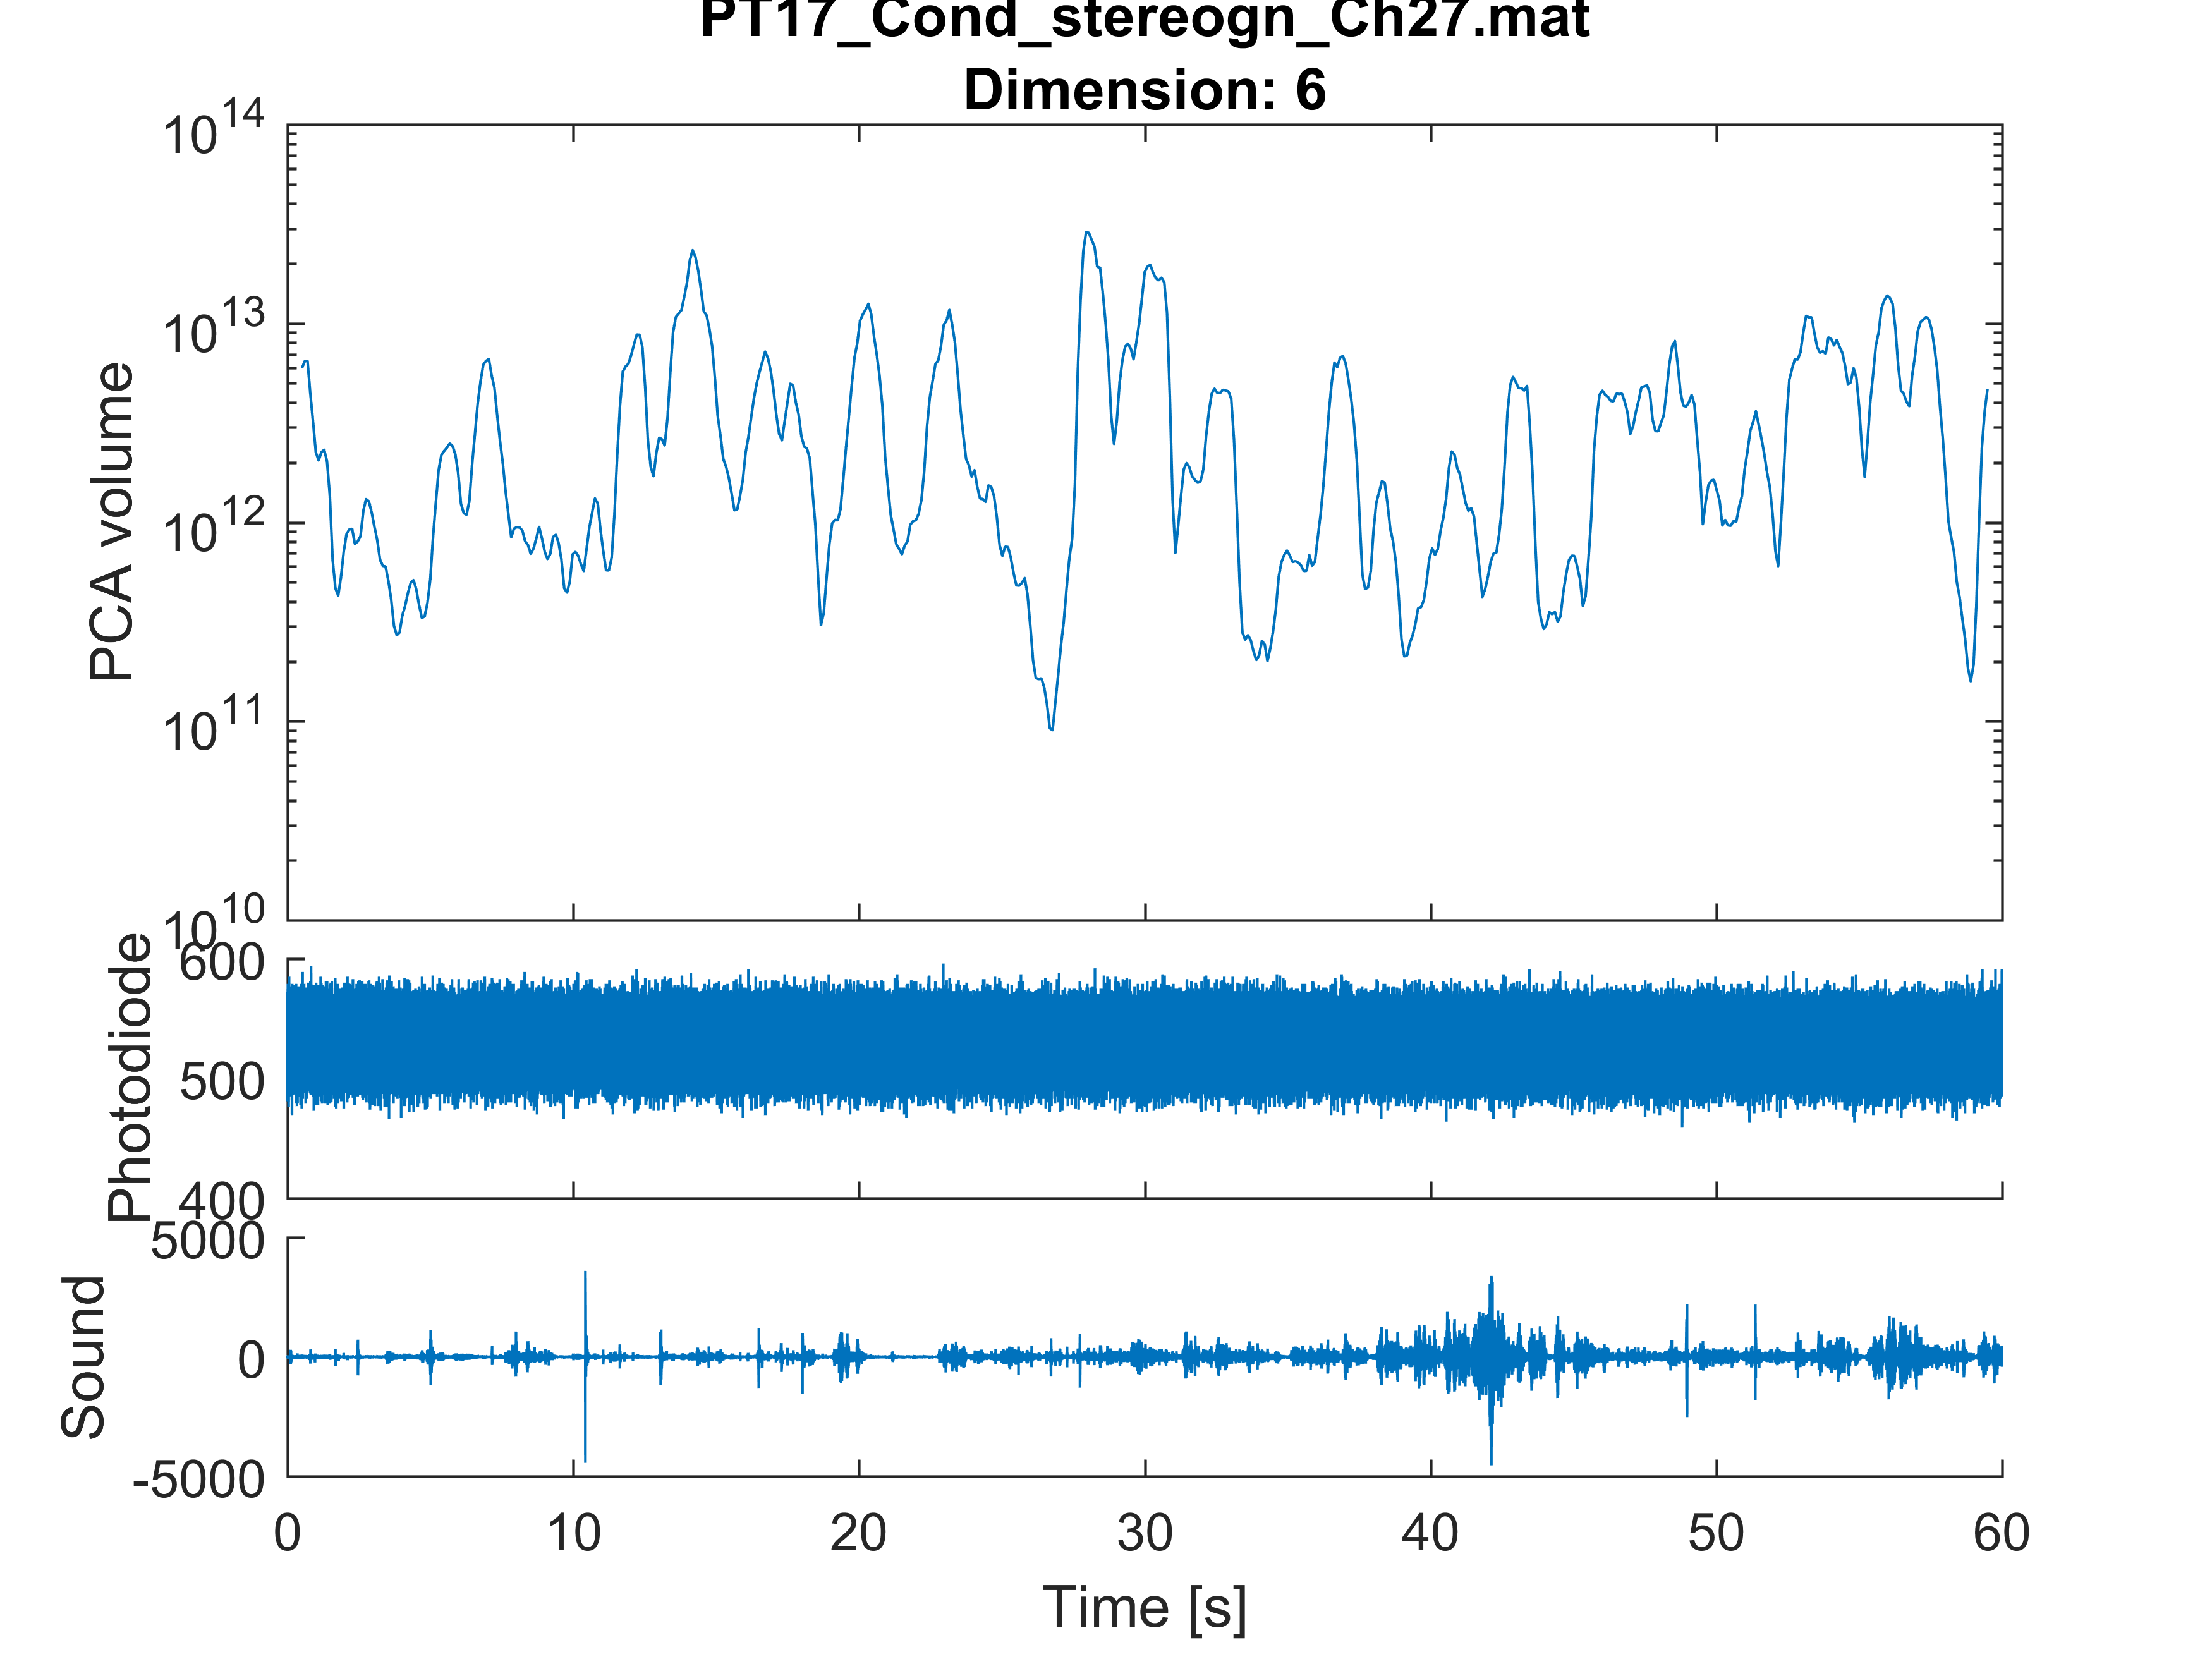 PT17_Cond_stereogn_Ch27.mat
Dimension: 6
10^14
10^13
10^12
10^11
10^10
PCA volume
600
500
400
Photodiode
5000
0
-5000
Sound
0 10 20 30 40 50 60
Time [s]